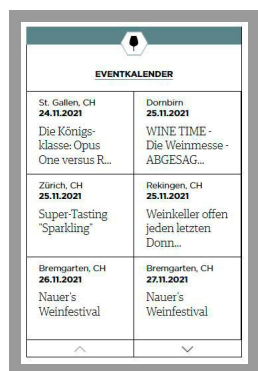 EVENTKALENDER
St. Gallen, CH
24.11.2021
Die Königs-
klasse: Opus
One versus R...
Dornbirn
25.11.2021
WINE TIME -
Die Weinmesse -
ABGESAG...
Zürich, CH
25.11.2021
Super-Tasting
"Sparkling"
Rekingen, CH
25.11.2021
Weinkeller offen
jeden letzten
Donn...
Bremgarten, CH
26.11.2021
Nauer's
Weinfestival
Bremgarten, CH
27.11.2021
Nauer's
Weinfestival